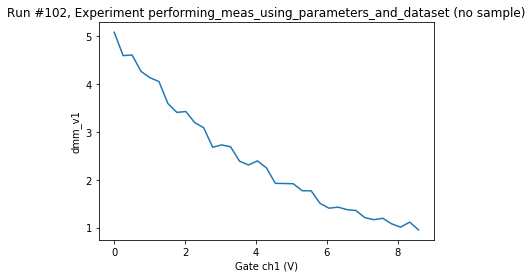 Run #102, Experiment performing_meas_using_parameters_and_dataset (no sample)
5
4
3
2
1
dmm_v1
0 2 4 6 8
Gate ch1 (V)